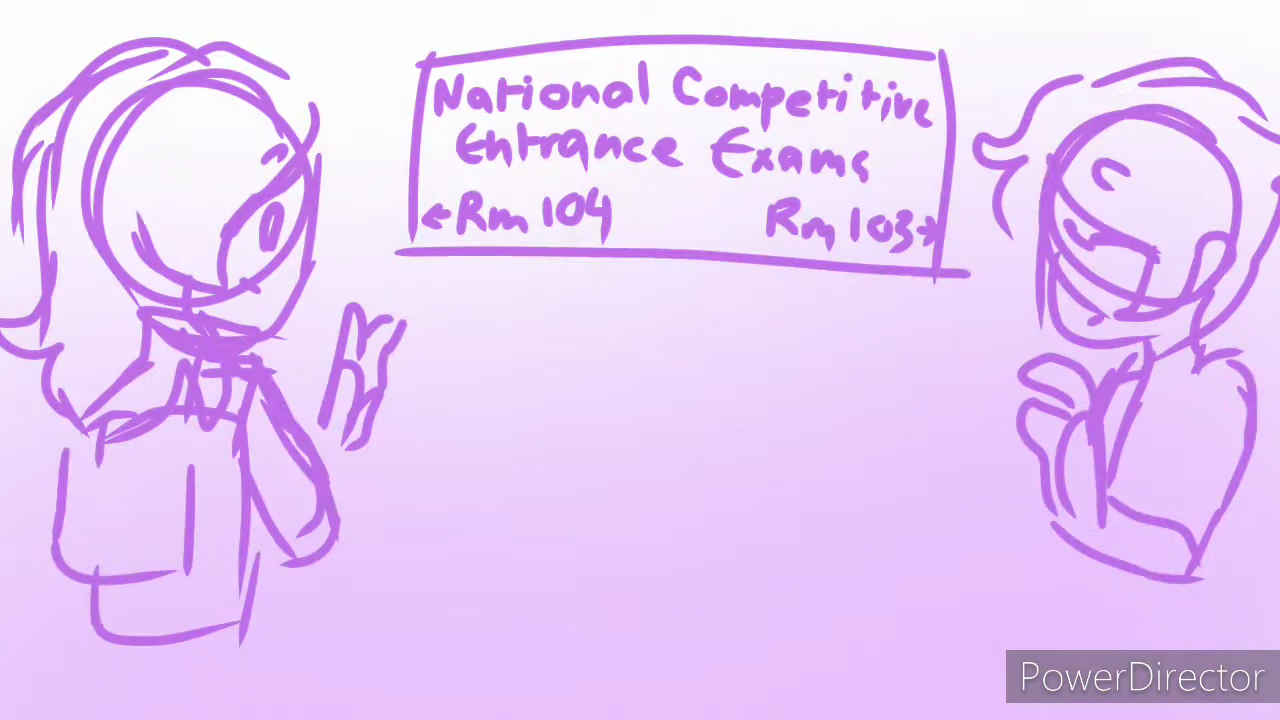 National Competitive
Entrance Exams
←Rm 104 Rm 103→
PowerDirector